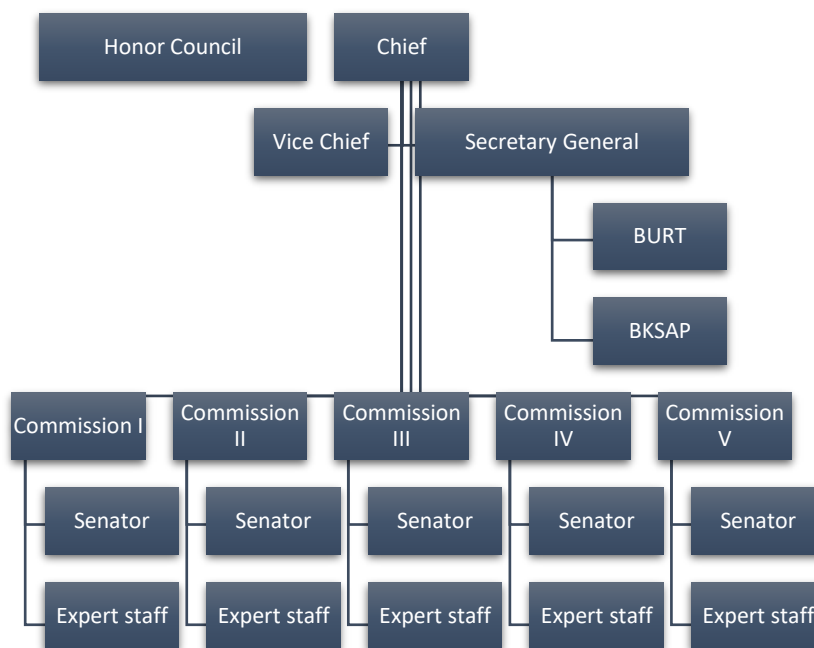 Honor Council
Chief
Vice Chief
Secretary General
BURT
BKSAP
Commission I
Commission
II
Commission
III
Commission
IV
Commission
V
Senator
Senator
Senator
Senator
Senator
Expert staff
Expert staff
Expert staff
Expert staff
Expert staff